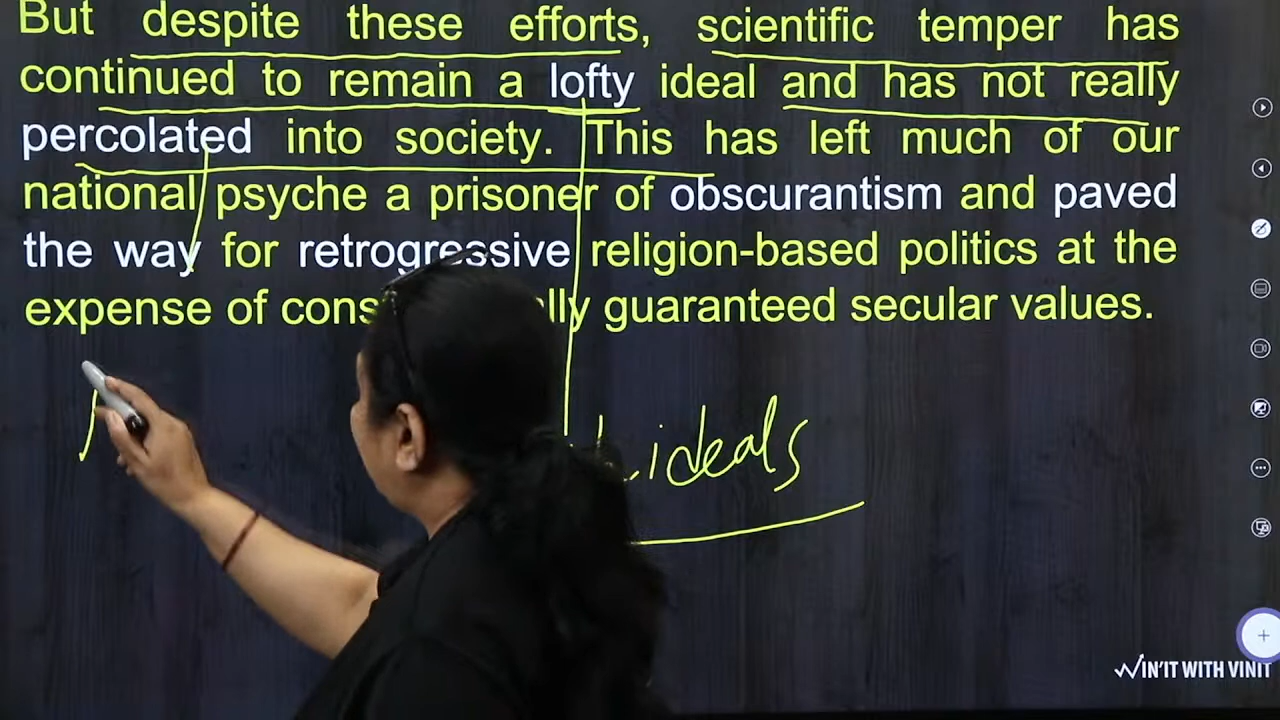 But despite these efforts, scientific temper has
continued to remain a lofty ideal and has not really
percolated into society. This has left much of our
national psyche a prisoner of obscurantism and paved
the way for retrogressive religion-based politics at the
expense of cons lly guaranteed secular values.
ideals
WIN'IT WITH VINIT